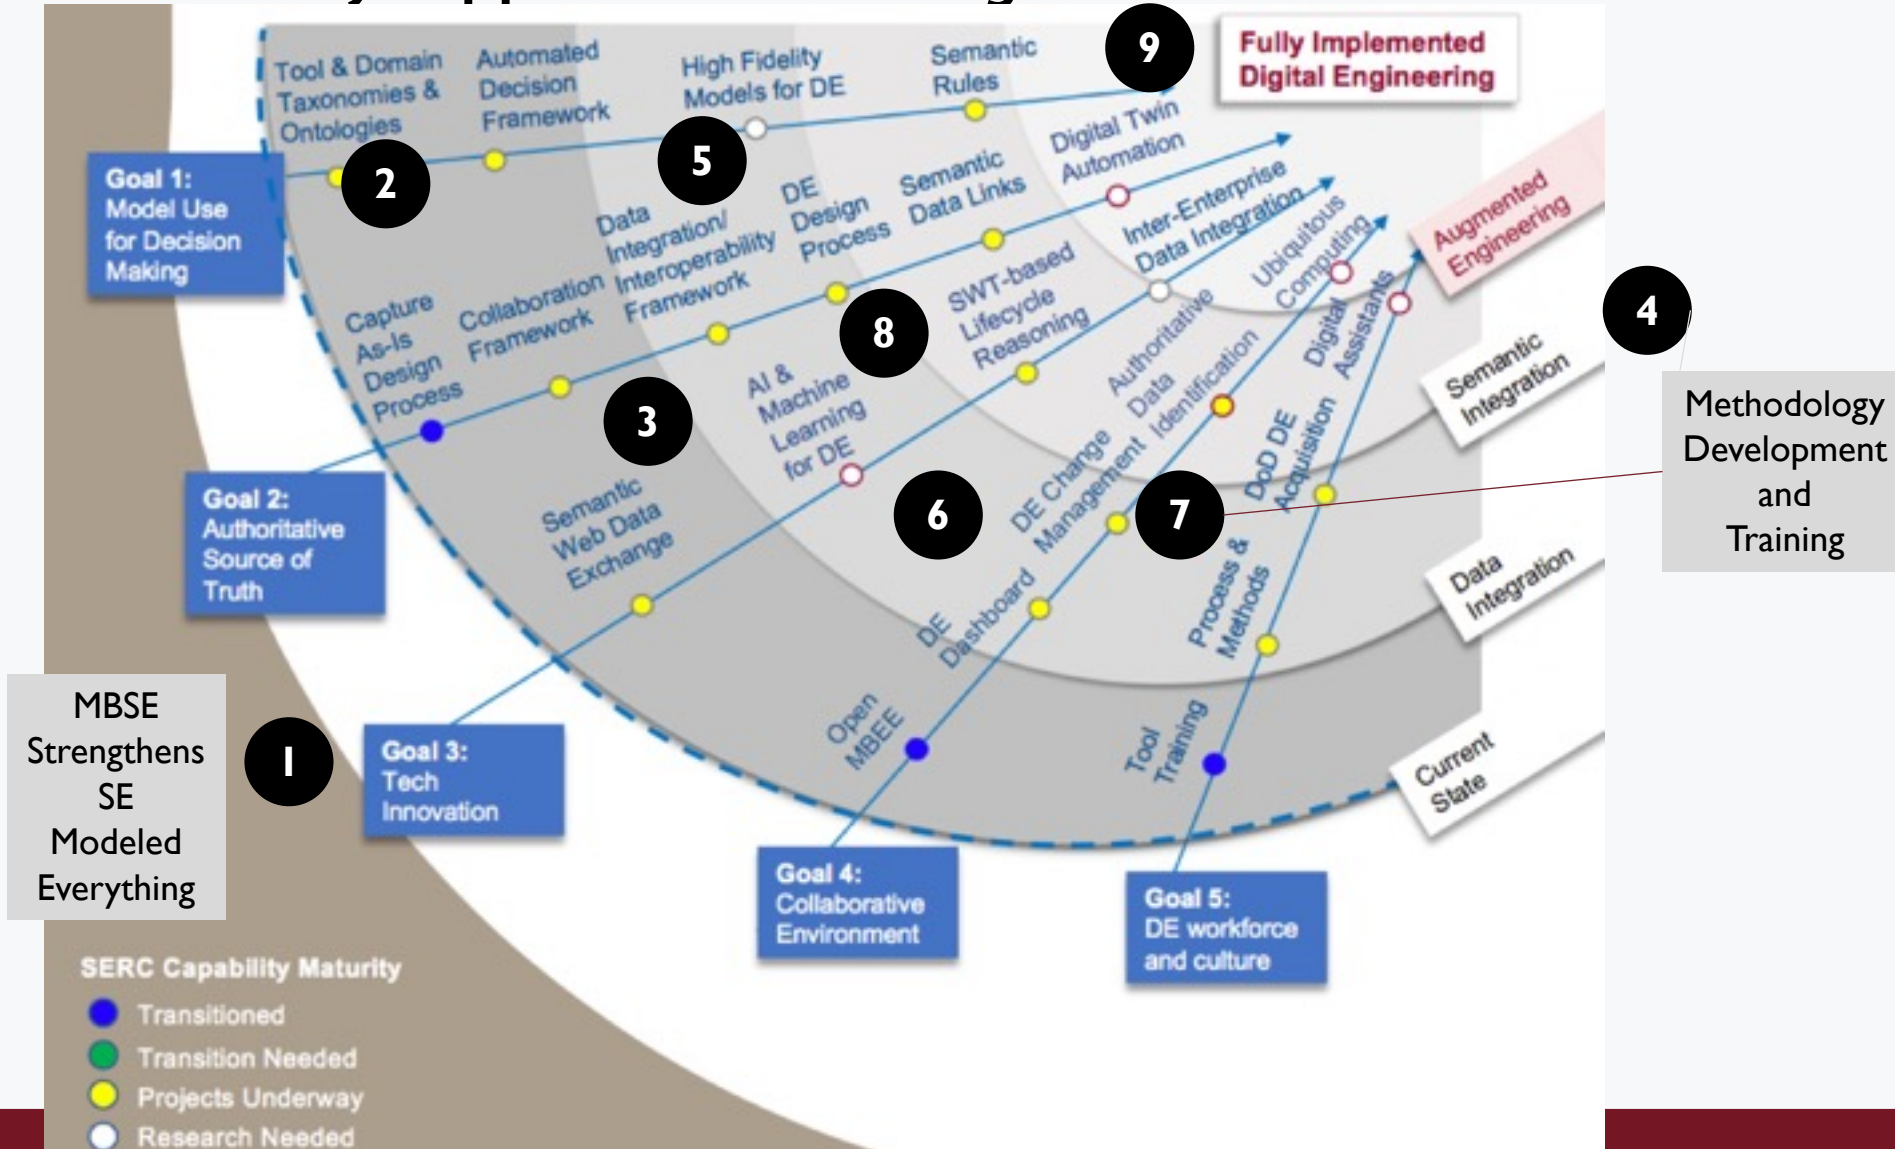 9
Fully Implemented
Digital Engineering
Tool & Domain
Taxonomies &
Ontologies
Automated
Decision
Framework
High Fidelity
Models for DE
Semantic
Rules
Goal 1:
Model Use
for Decision
Making
2
5
Digital Twin
Automation
Capture
As-Is
Design
Process
Collaboration
Framework
Data
Integration/
Interoperability
Framework
DE
Design
Process
Semantic
Data Links
Inter-Enterprise
Data Integration
Ubiquitous
Computing
Augmented
Engineering
Goal 2:
Authoritative
Source of
Truth
3
8
4
AI &
Machine
Learning
for DE
SWT-based
Lifecycle
Reasoning
Authoritative
Data
Identification
Digital
Assistants
Semantic
Integration
Methodology
Development
and
Training
Semantic
Web Data
Exchange
6
7
DE Change
Management
DoD DE
Acquisition
DE
Dashboard
Process &
Methods
Data
Integration
MBSE
Strengthens
SE
Modeled
Everything
1
Goal 3:
Tech
Innovation
Open
MBEE
Tool
Training
Current
State
Goal 4:
Collaborative
Environment
Goal 5:
DE workforce
and culture
SERC Capability Maturity
Transitioned
Transition Needed
Projects Underway
Research Needed